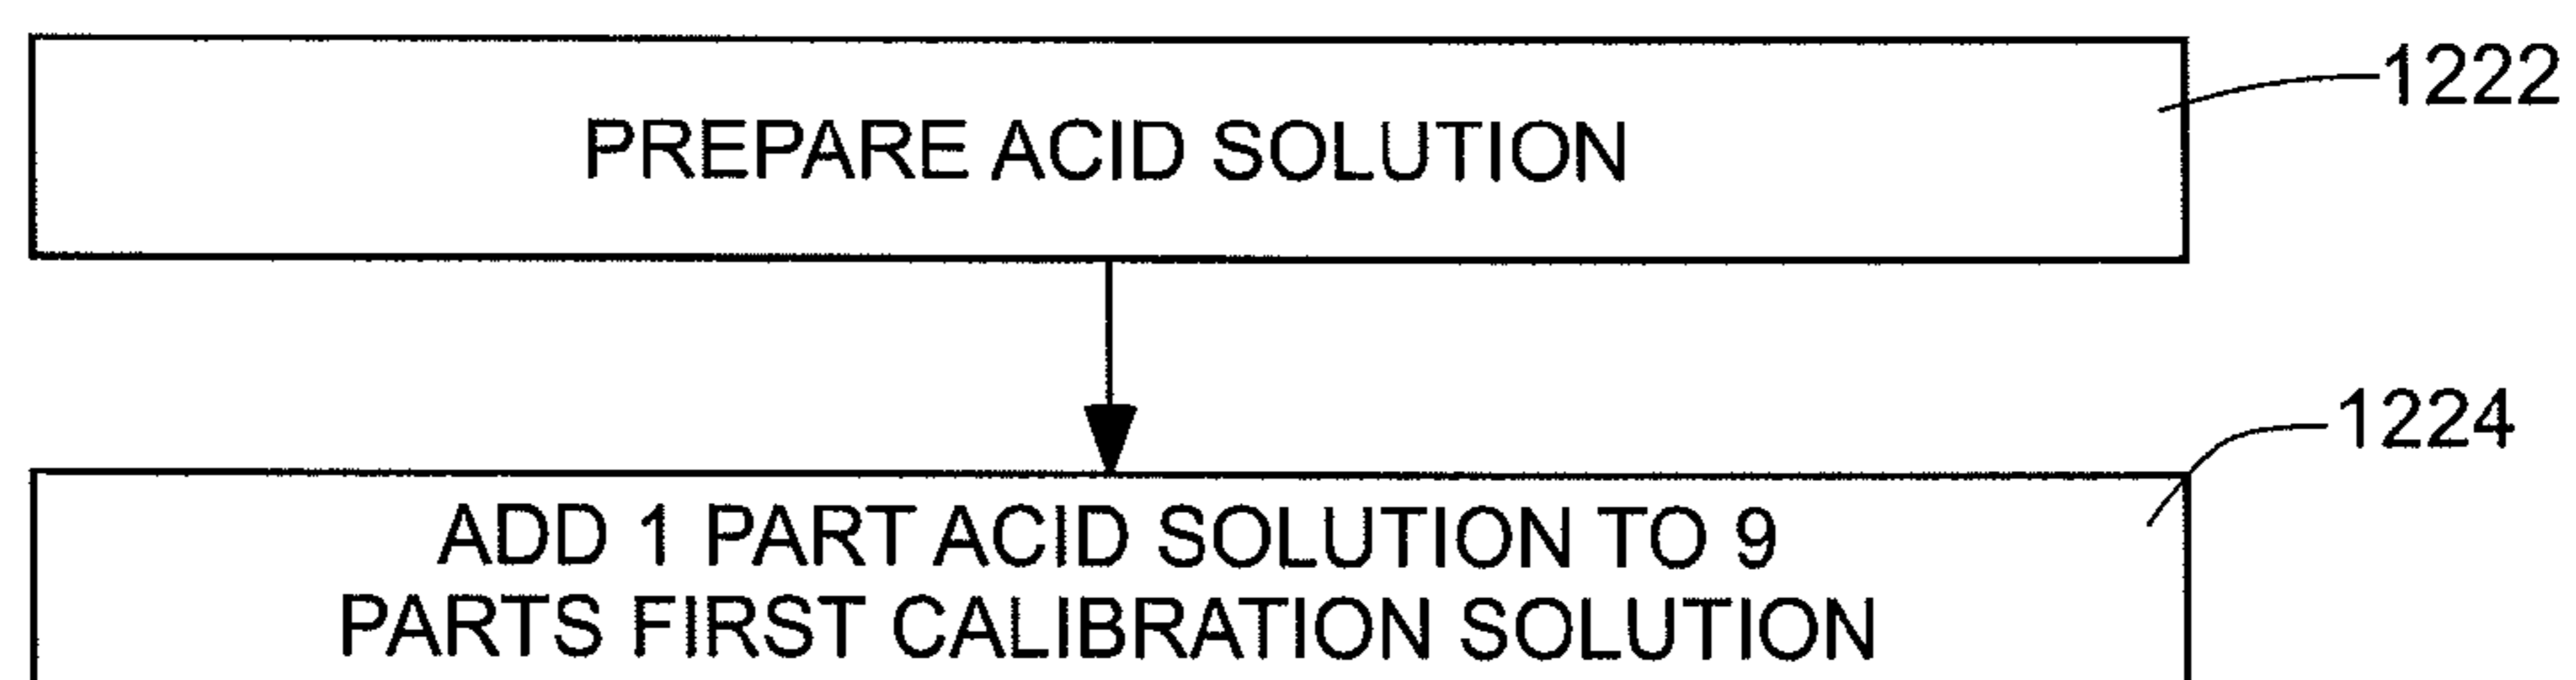 1222
PREPARE ACID SOLUTION
1224
ADD 1 PART ACID SOLUTION TO 9
PARTS FIRST CALIBRATION SOLUTION